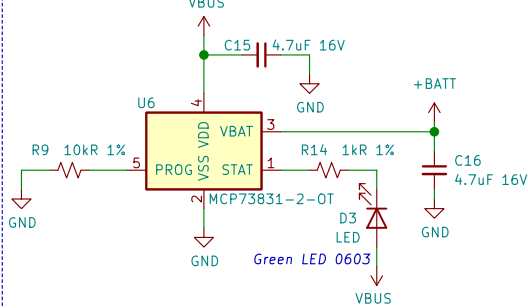 VBUS
C15 4.7uF 16V
GND
+BATT
U6
4
VDD
VBAT 3
R9 10kR 1%
5 PROG
VSS
STAT 1
R14 1kR 1%
C16
4.7uF 16V
GND
2
MCP73831-2-OT
GND
D3
LED
GND
Green LED 0603
VBUS